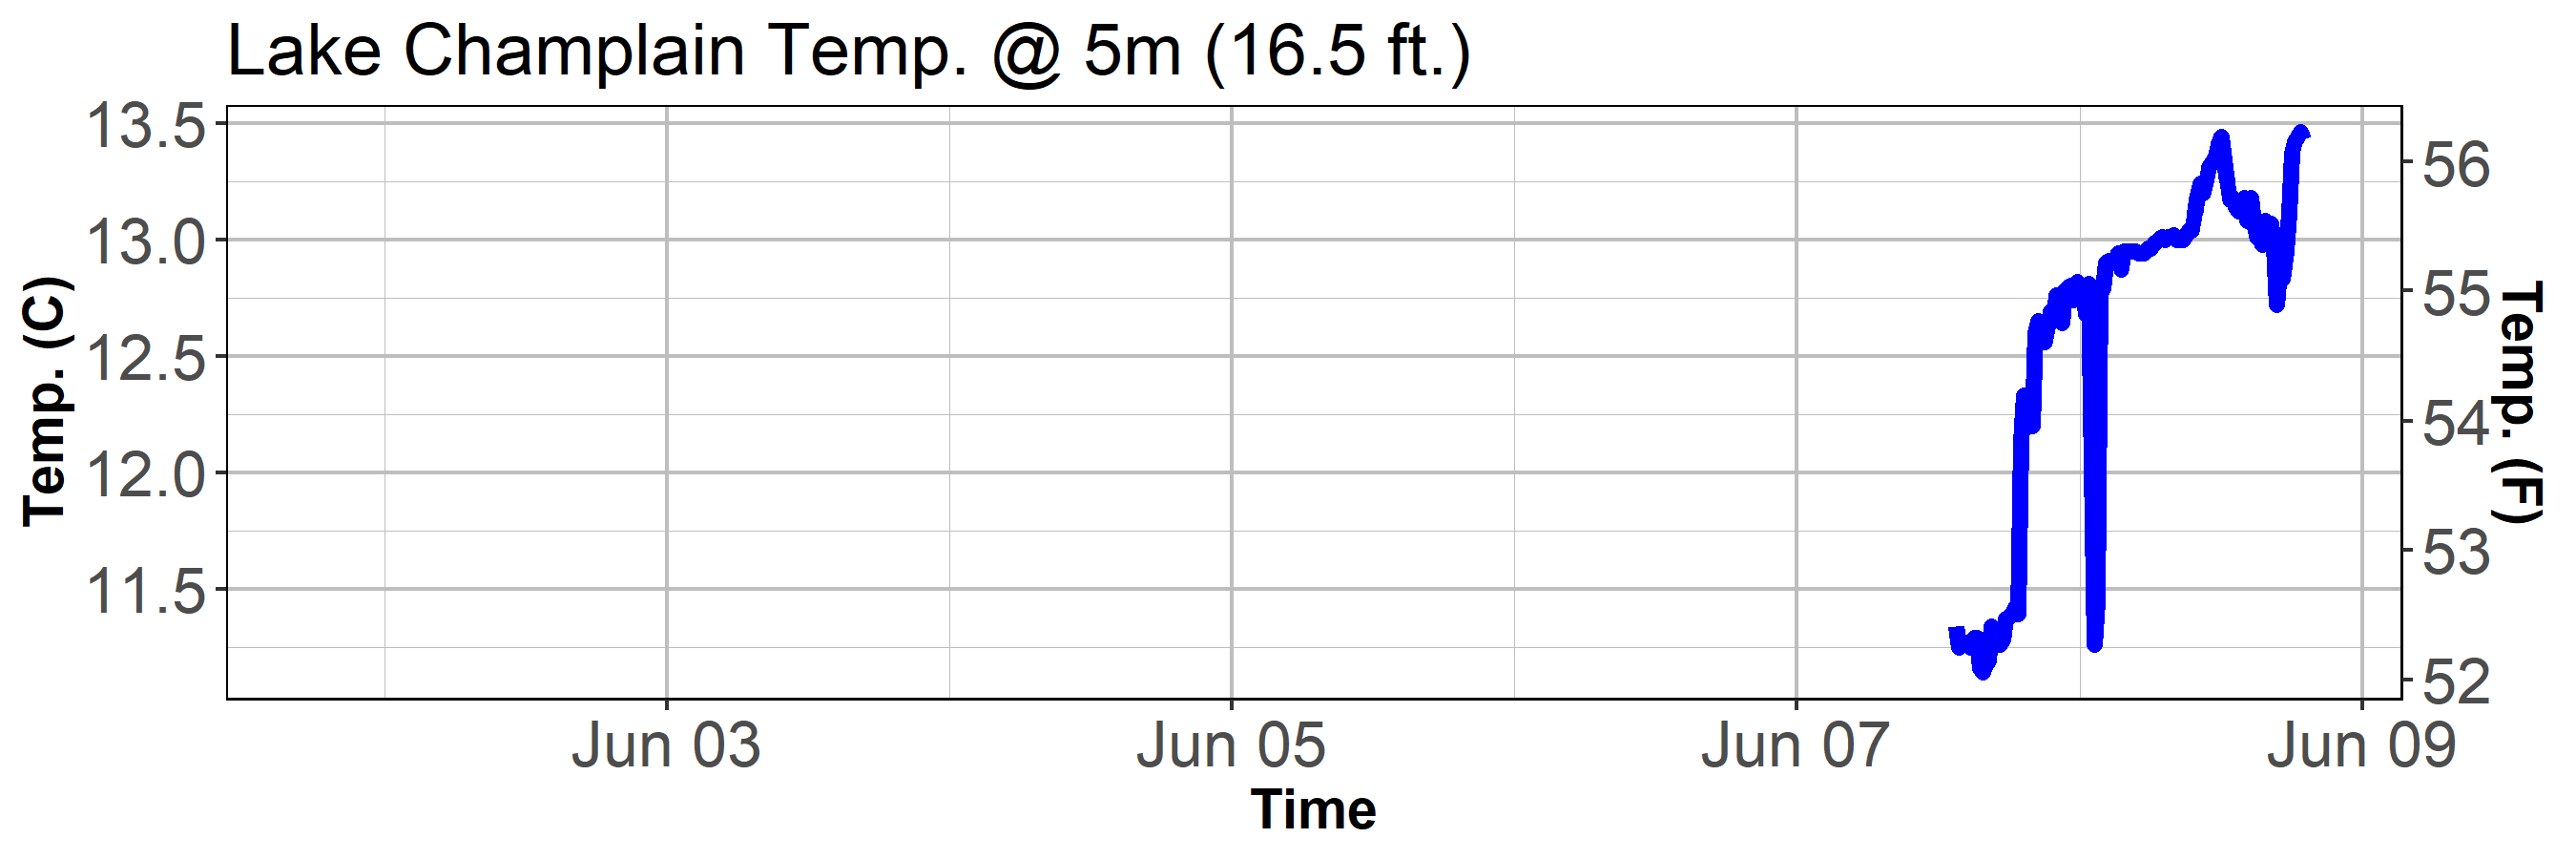 Lake Champlain Temp. @ 5m (16.5 ft.)
Temp. (C)
13.5
13.0
12.5
12.0
11.5
56
55
54
53
52
Temp. (F)
Jun 03 Jun 05 Jun 07 Jun 09
Time